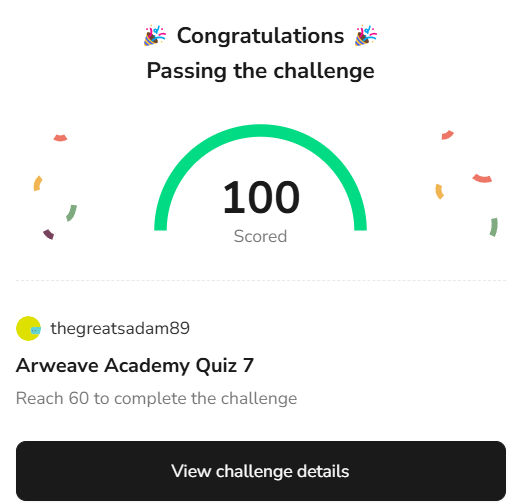 🎉 Congratulations 🎉
Passing the challenge
100
Scored
thegreatsadam89
Arweave Academy Quiz 7
Reach 60 to complete the challenge
View challenge details